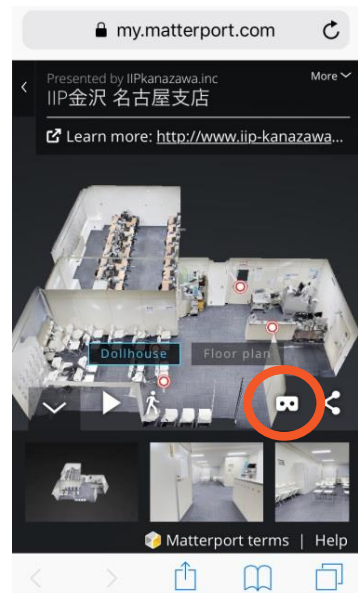 my.matterport.com
Presented by IIPkanazawa.inc
More
IIP金沢 名古屋支店
Learn more: http://www.iip-kanazawa...
Dollhouse
Floor plan
Matterport terms | Help